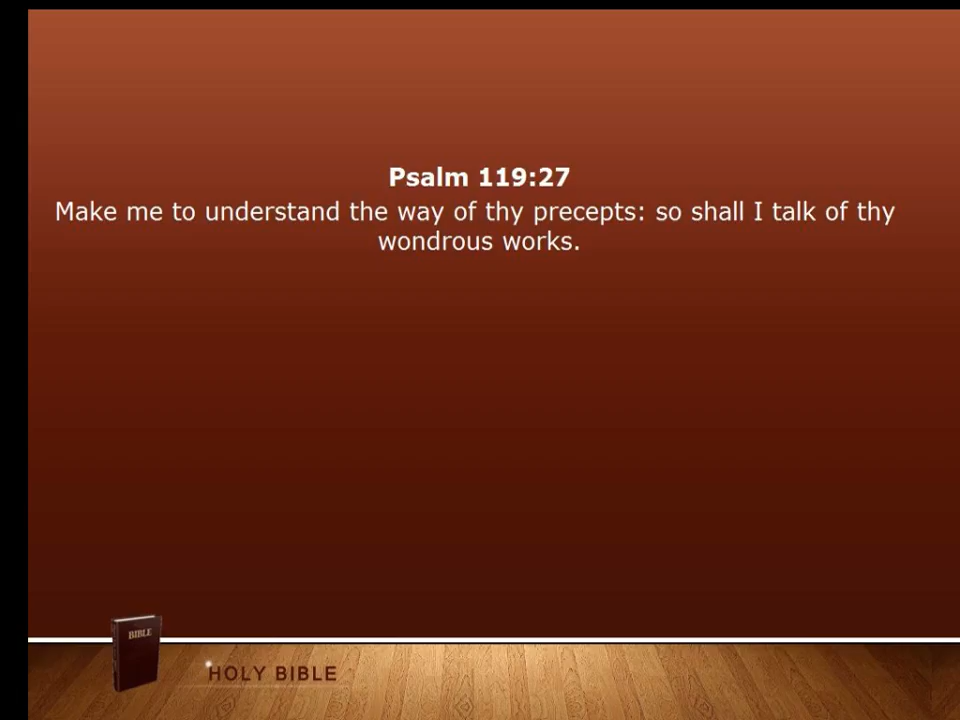 Psalm 119:27
Make me to understand the way of thy precepts: so shall I talk of thy
wondrous works.
BIBLE
HOLY BIBLE